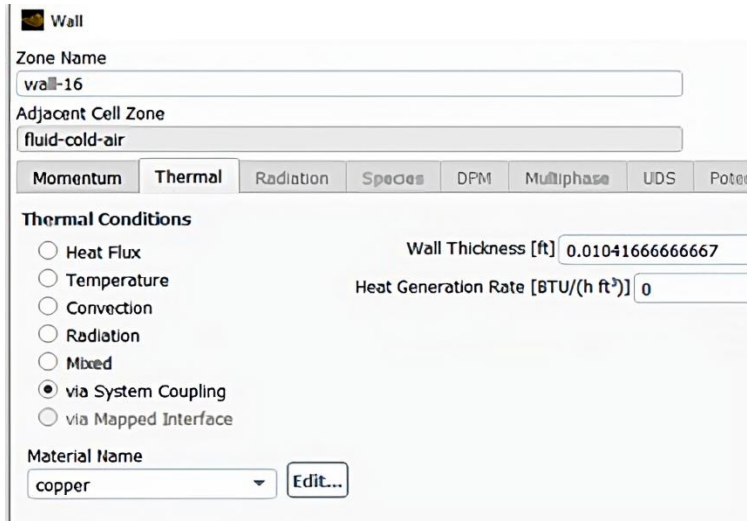 Wall
Zone Name
wall-16
Adjacent Cell Zone
fluid-cold-air
Momentum Thermal Radiation Species DPM Multiphase UDS Poten
Thermal Conditions
Heat Flux
Wall Thickness [ft] 0.01041666666667
Temperature
Heat Generation Rate [BTU/(h ft³)] 0
Convection
Radiation
Mixed
via System Coupling
via Mapped Interface
Material Name
copper Edit...